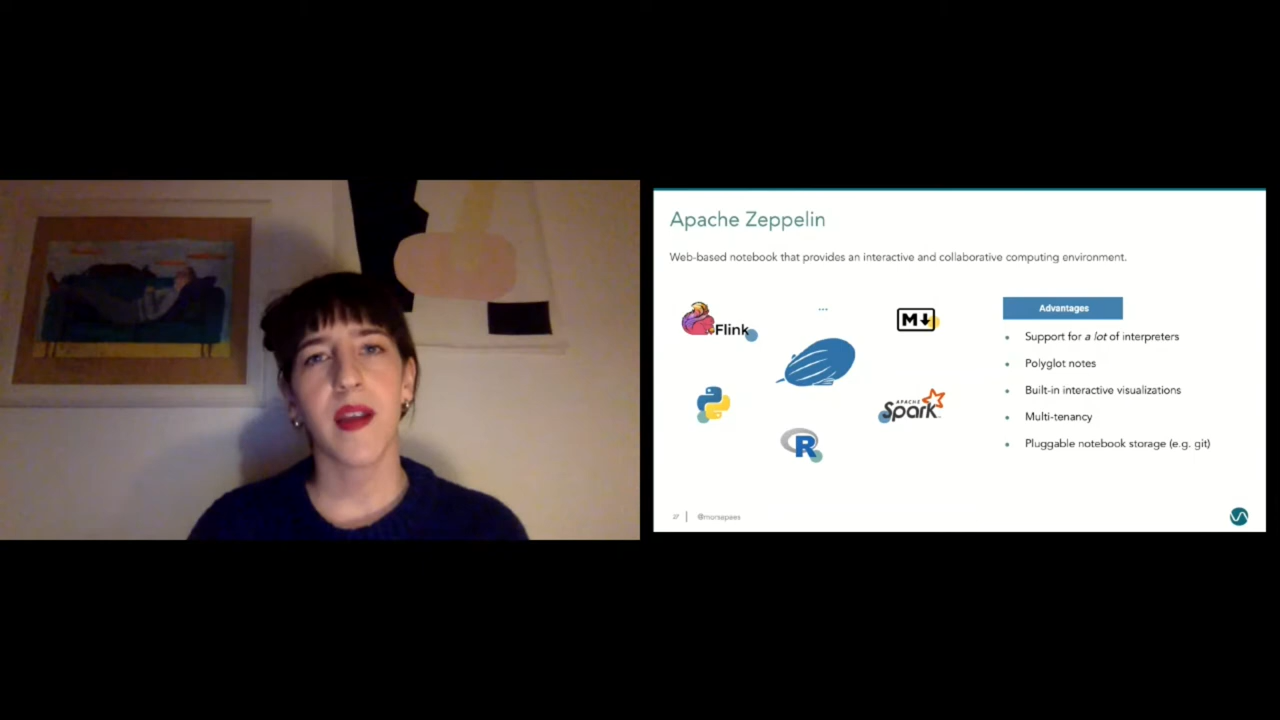 Apache Zeppelin
Web-based notebook that provides an interactive and collaborative computing environment.
Flink
...
M
APACHE
Spark
R
Advantages
Support for a lot of interpreters
Polyglot notes
Built-in interactive visualizations
Multi-tenancy
Pluggable notebook storage (e.g. git)
27 | @morsapaes